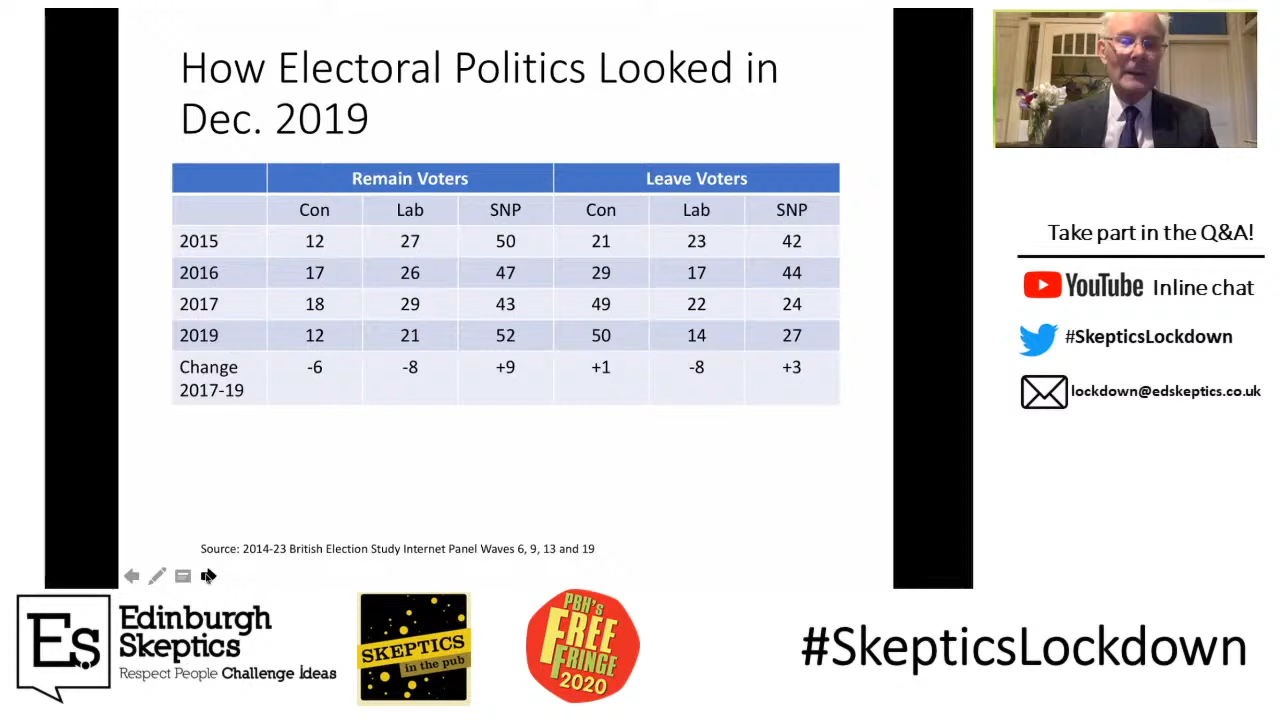 How Electoral Politics Looked in
Dec. 2019
Remain Voters Leave Voters
Con Lab SNP Con Lab SNP
2015 12 27 50 21 23 42
2016 17 26 47 29 17 44
2017 18 29 43 49 22 24
2019 12 21 52 50 14 27
Change -6 -8 +9 +1 -8 +3
2017-19
Source: 2014-23 British Election Study Internet Panel Waves 6, 9, 13 and 19
Take part in the Q&A!
YouTube Inline chat
#SkepticsLockdown
lockdown@edskeptics.co.uk
Es
Edinburgh
Skeptics
Respect People Challenge Ideas
SKEPTICS
in the pub
PBH's
FREE
FRINGE
2020
#SkepticsLockdown